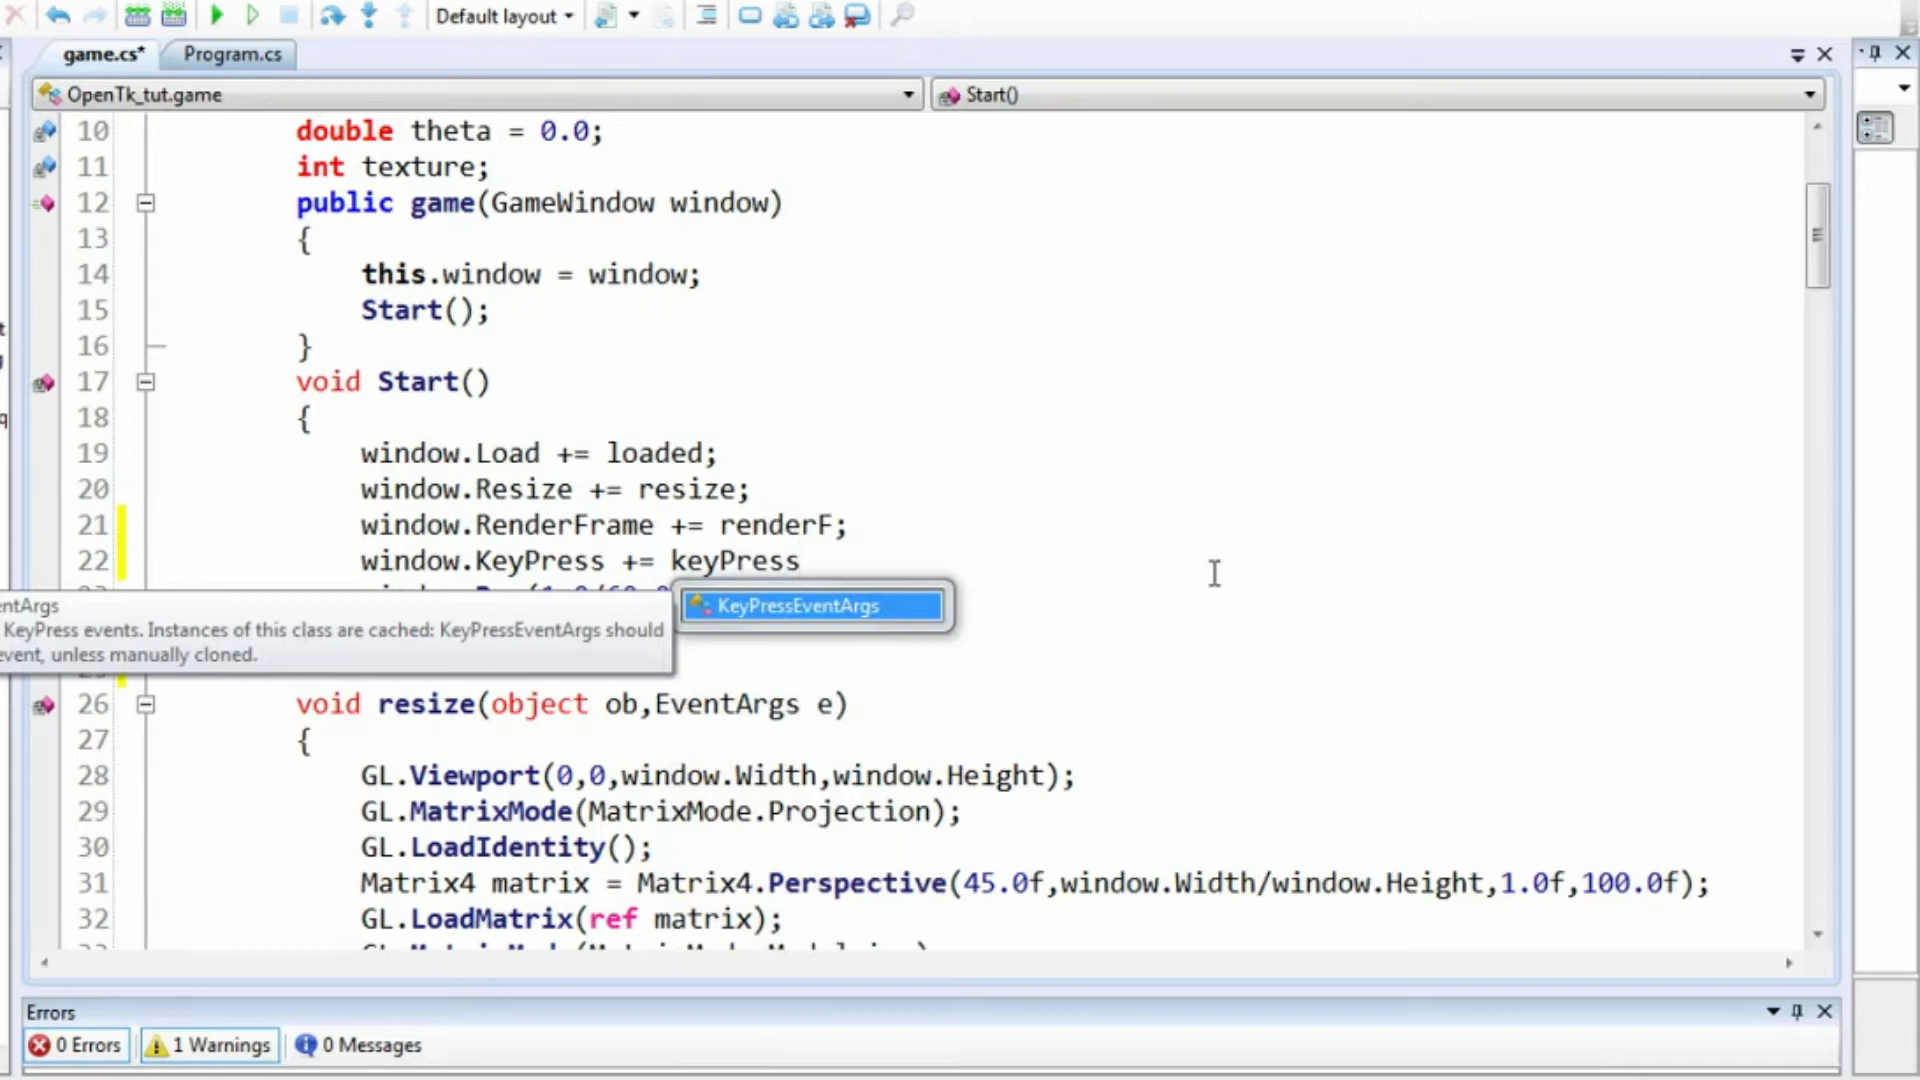 Default layout
game.cs*
Program.cs
OpenTk_tut.game
Start()
10 double theta = 0.0;
11 int texture;
12 public game(GameWindow window)
13 {
14 this.window = window;
15 Start();
16 }
17 void Start()
18 {
19 window.Load += loaded;
20 window.Resize += resize;
21 window.RenderFrame += renderF;
22 window.KeyPress += keyPress
KeyPressEventArgs
entArgs
KeyPress events. Instances of this class are cached: KeyPressEventArgs should
event, unless manually cloned.
26 void resize(object ob,EventArgs e)
27 {
28 GL.Viewport(0,0,window.Width,window.Height);
29 GL.MatrixMode(MatrixMode.Projection);
30 GL.LoadIdentity();
31 Matrix4 matrix = Matrix4.Perspective(45.0f,window.Width/window.Height,1.0f,100.0f);
32 GL.LoadMatrix(ref matrix);
Errors
0 Errors
1 Warnings
0 Messages